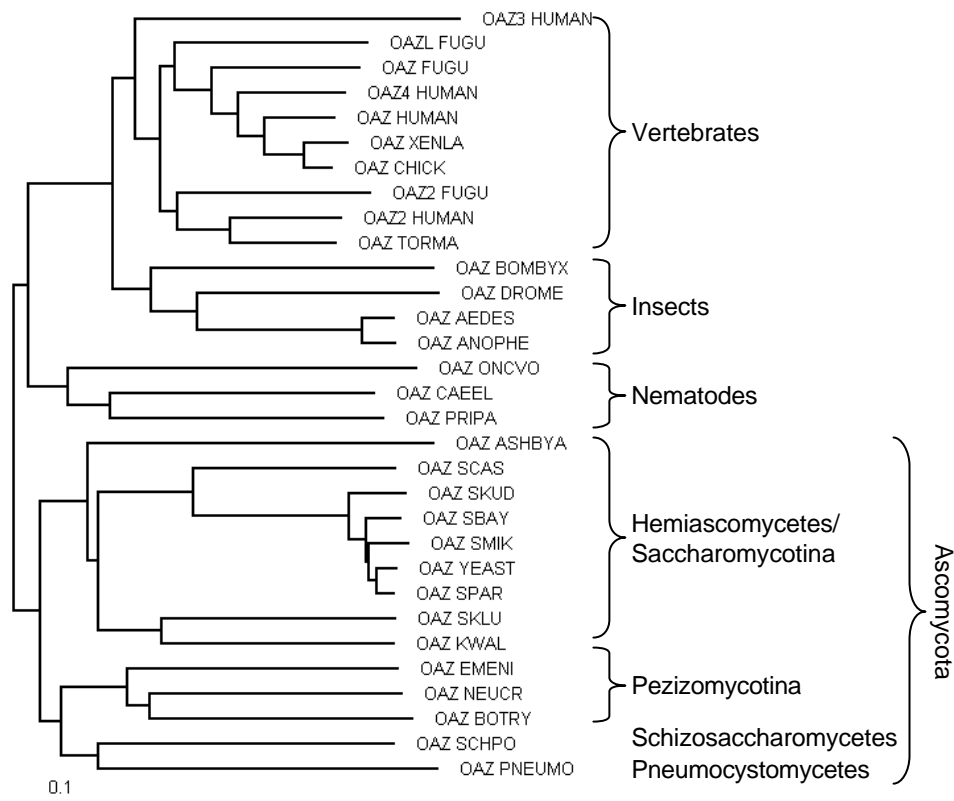 OAZ3 HUMAN
OAZL FUGU
OAZ FUGU
OAZ4 HUMAN
OAZ HUMAN
OAZ XENLA
OAZ CHICK
OAZ2 FUGU
OAZ2 HUMAN
OAZ TORMA
Vertebrates
OAZ BOMBYX
OAZ DROME
OAZ AEDES
OAZ ANOPHE
Insects
OAZ ONCVO
OAZ CAEEL
OAZ PRIPA
Nematodes
OAZ ASHBYA
OAZ SCAS
OAZ SKUD
OAZ SBAY
OAZ SMIK
OAZ YEAST
OAZ SPAR
OAZ SKLU
OAZ KWAL
Hemiascomycetes/
Saccharomycotina
OAZ EMENI
OAZ NEUCR
OAZ BOTRY
Pezizomycotina
OAZ SCHPO
Schizosaccharomycetes
OAZ PNEUMO
Pneumocystomycetes
Ascomycota
0.1